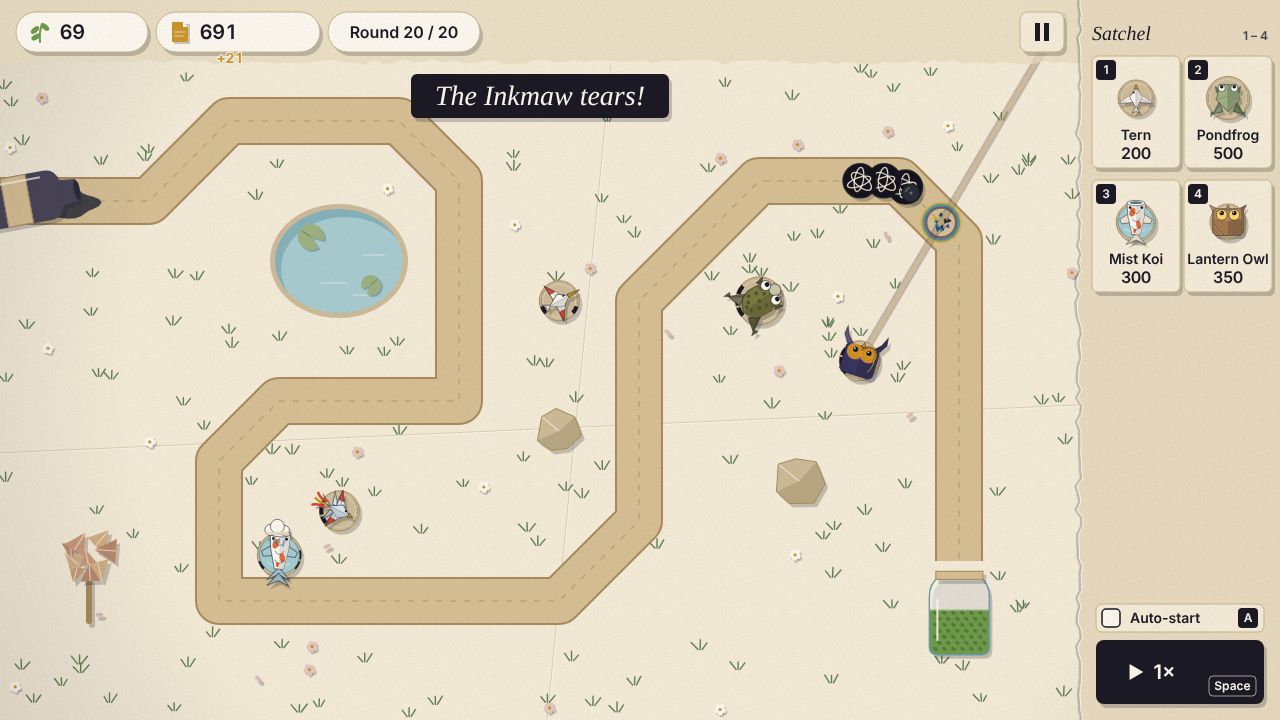 69
691
+21
Round 20 / 20
The Inkmaw tears!
Satchel
1–4
1
Tern
200
2
Pondfrog
500
3
Mist Koi
300
4
Lantern Owl
350
Auto-start
A
1×
Space